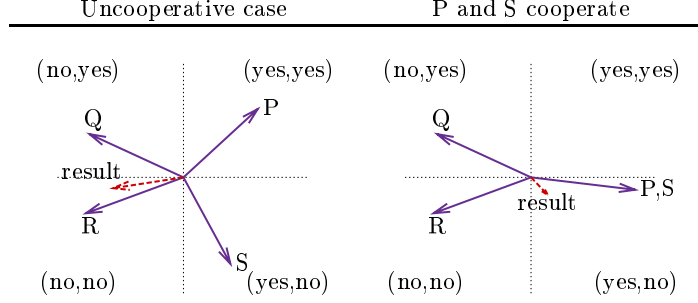 Uncooperative case
P and S cooperate
(no,yes)
(yes,yes)
(no,yes)
(yes,yes)
P
Q
Q
result
P,S
result
R
R
S
(no,no)
(yes,no)
(no,no)
(yes,no)